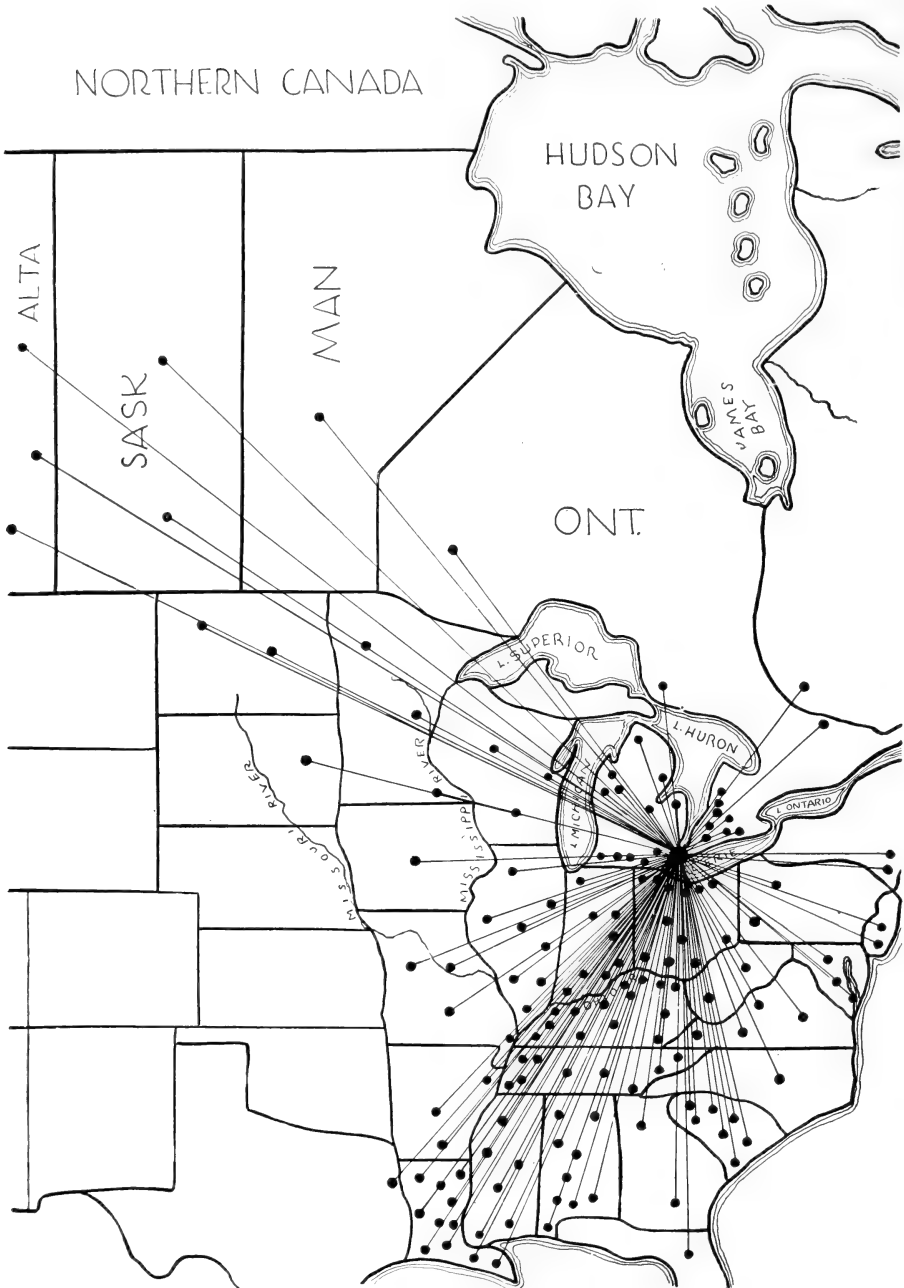 NORTHERN CANADA
HUDSON
BAY
ALTA
MAN
SASK
JAMES
BAY
ONT.
L. SUPERIOR
L. HURON
L. MICHIGAN
L ONTARIO
ERIE
MISSOURI RIVER
MISSISSIPPI RIVER